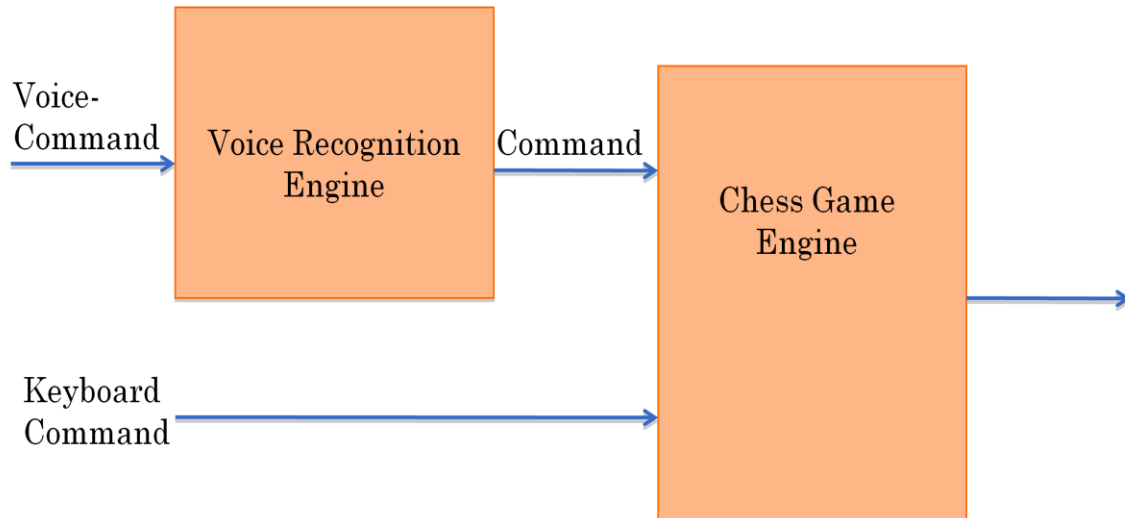 Voice-
Command
Voice Recognition
Engine
Command
Chess Game
Engine
Keyboard
Command